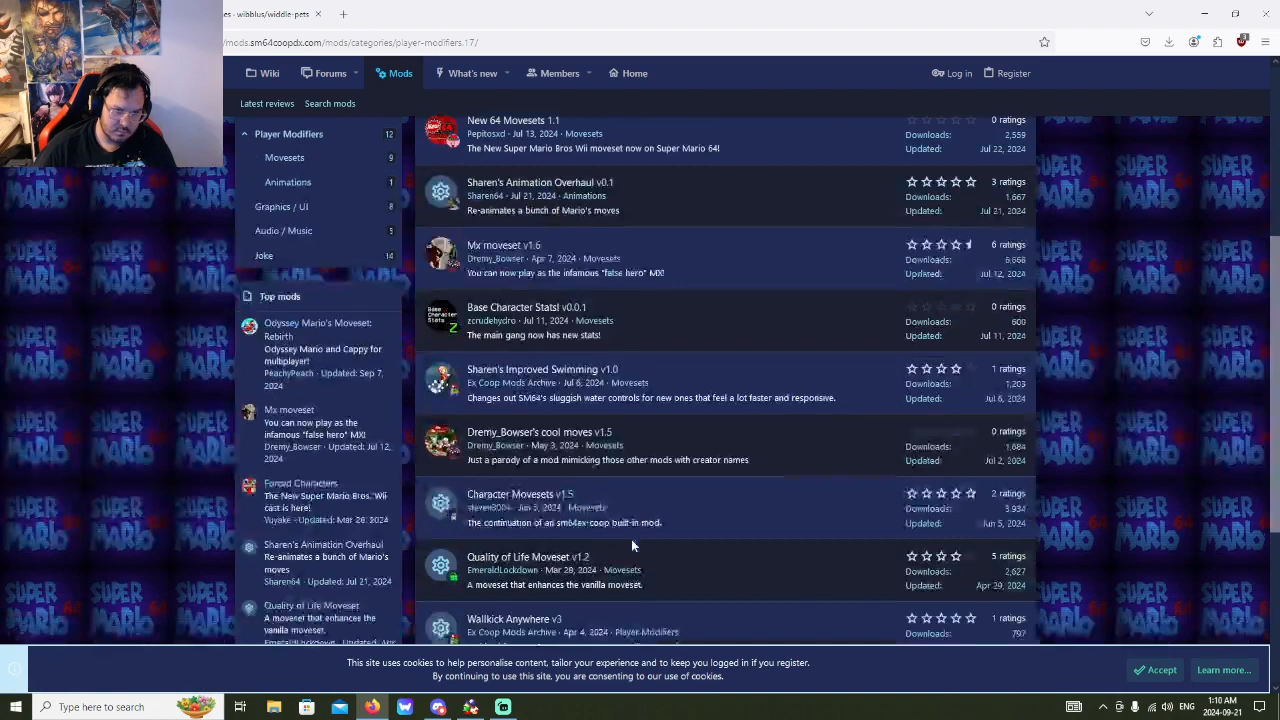 /mods.sm64coopdx.com/mods/categories/player-modifiers.17/
Wiki
Forums
Mods
What's new
Members
Home
Log in
Register
Latest reviews
Search mods
Player Modifiers 12
Movesets 9
Animations 1
Graphics / UI 8
Audio / Music 5
Joke 14
Top mods
Odyssey Mario's Moveset:
Rebirth
Odyssey Mario and Cappy for
multiplayer!
PeachyPeach · Updated: Sep 7,
2024
Mx moveset
You can now play as the
infamous "false hero" MX!
Dremy_Bowser · Updated: Jul 12,
2024
Forced Characters
The New Super Mario Bros. Wii
cast is here!
Yuyake · Updated: Mar 28, 2024
Sharen's Animation Overhaul
Re-animates a bunch of Mario's
moves
Sharen64 · Updated: Jul 21, 2024
Quality of Life Moveset
A moveset that enhances the
vanilla moveset.
New 64 Movesets 1.1
Pepitosxd · Jul 13, 2024 · Movesets
The New Super Mario Bros Wii moveset now on Super Mario 64!
0 ratings
Downloads: 2,559
Updated: Jul 22, 2024
Sharen's Animation Overhaul v0.1
Sharen64 · Jul 21, 2024 · Animations
Re-animates a bunch of Mario's moves
3 ratings
Downloads: 1,667
Updated: Jul 21, 2024
Mx moveset v1.6
Dremy_Bowser · Apr 7, 2024 · Movesets
You can now play as the infamous "false hero" MX!
6 ratings
Downloads: 6,668
Updated: Jul 12, 2024
Base Character Stats! v0.0.1
zcrudehydro · Jul 11, 2024 · Movesets
The main gang now has new stats!
0 ratings
Downloads: 600
Updated: Jul 11, 2024
Base
Character
Stats
Z
Sharen's Improved Swimming v1.0
Ex Coop Mods Archive · Jul 6, 2024 · Movesets
Changes out SM64's sluggish water controls for new ones that feel a lot faster and responsive.
1 ratings
Downloads: 1,203
Updated: Jul 6, 2024
Dremy_Bowser's cool moves v1.5
Dremy_Bowser · May 3, 2024 · Movesets
Just a parody of a mod mimicking those other mods with creator names
0 ratings
Downloads: 1,684
Updated: Jul 2, 2024
Character Movesets v1.5
Jun 5, 2024 · Movesets
The continuation of an sm64ex-coop built-in mod.
2 ratings
Downloads: 3,934
Updated: Jun 5, 2024
Quality of Life Moveset v1.2
EmeraldLockdown · Mar 28, 2024 · Movesets
A moveset that enhances the vanilla moveset.
5 ratings
Downloads: 2,627
Updated: Apr 29, 2024
Wallkick Anywhere v3
Ex Coop Mods Archive · Apr 4, 2024 · Player Modifiers
1 ratings
Downloads: 797
SUPER
MARIO
64
This site uses cookies to help personalise content, tailor your experience and to keep you logged in if you register.
By continuing to use this site, you are consenting to our use of cookies.
Accept
Learn more...
Type here to search
1:10 AM
2024-09-21